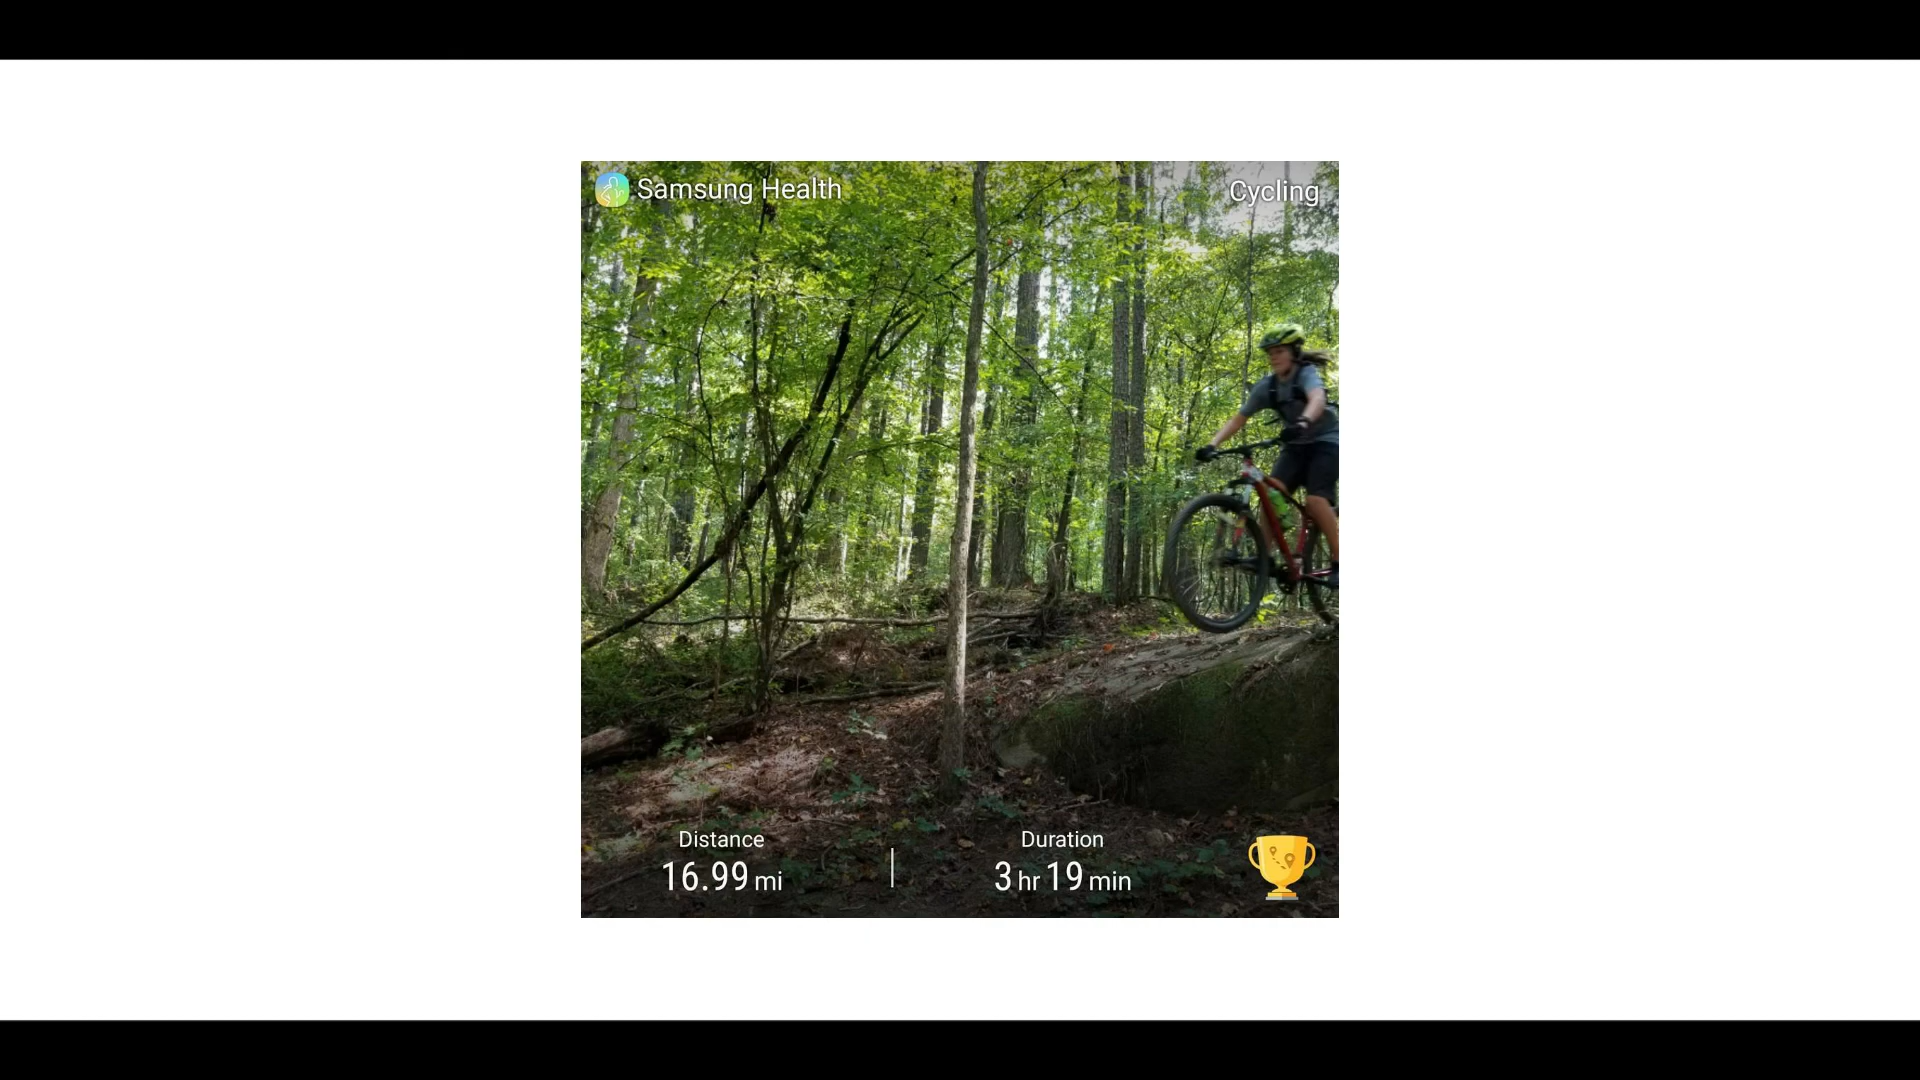 Samsung Health
Cycling
Distance
16.99 mi
Duration
3 hr 19 min